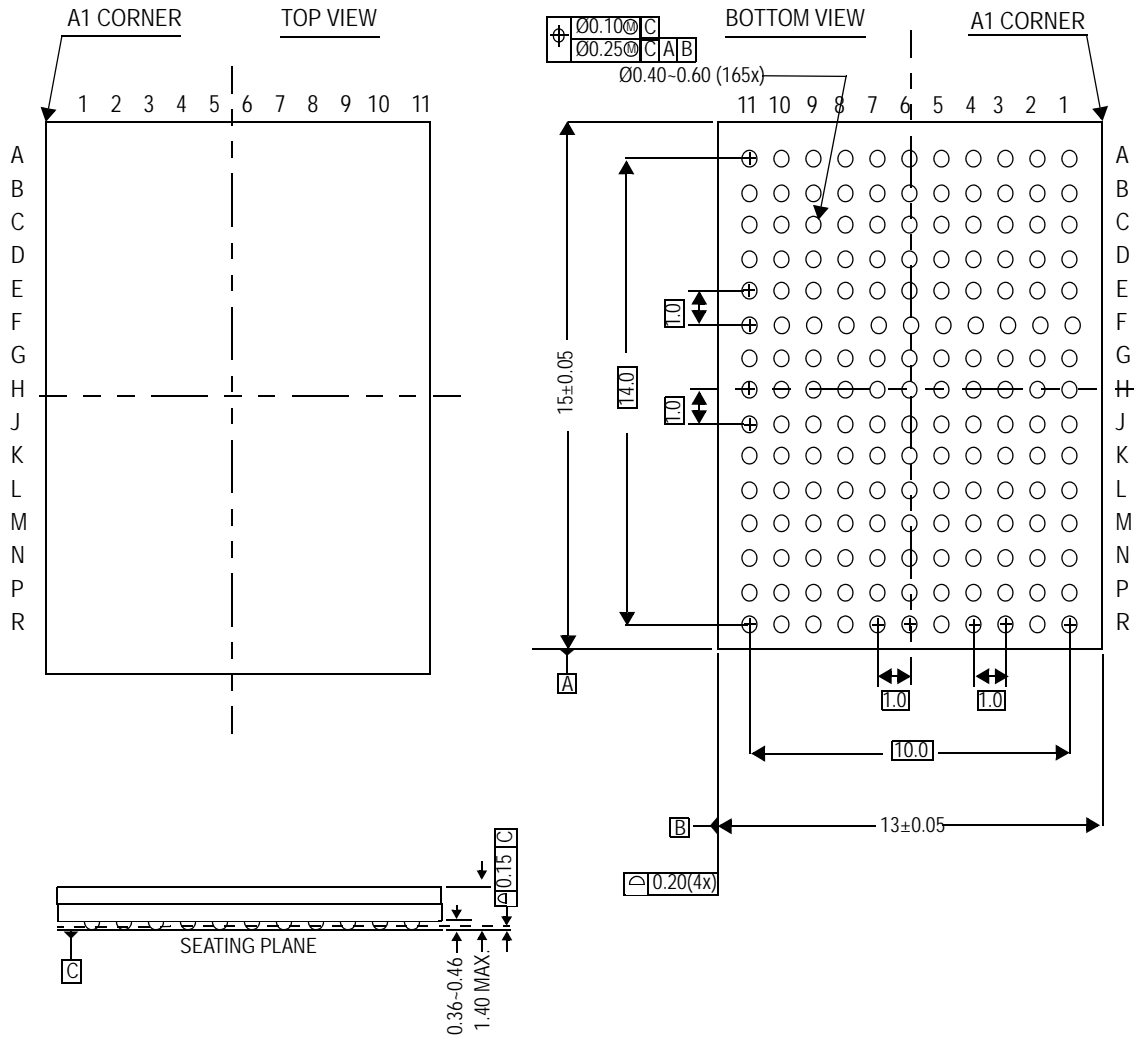 A1 CORNER
TOP VIEW
1 2 3 4 5 6 7 8 9 10 11
A
B
C
D
E
F
G
H
J
K
L
M
N
P
R
Ø0.10Ⓜ C
Ø0.25Ⓜ C A B
Ø0.40~0.60 (165x)
BOTTOM VIEW
A1 CORNER
11 10 9 8 7 6 5 4 3 2 1
A
B
C
D
E
F
G
H
J
K
L
M
N
P
R
15±0.05
14.0
1.0
1.0
A
1.0
1.0
10.0
B
13±0.05
0.20(4x)
0.15 C
SEATING PLANE
C
0.36~0.46
1.40 MAX.